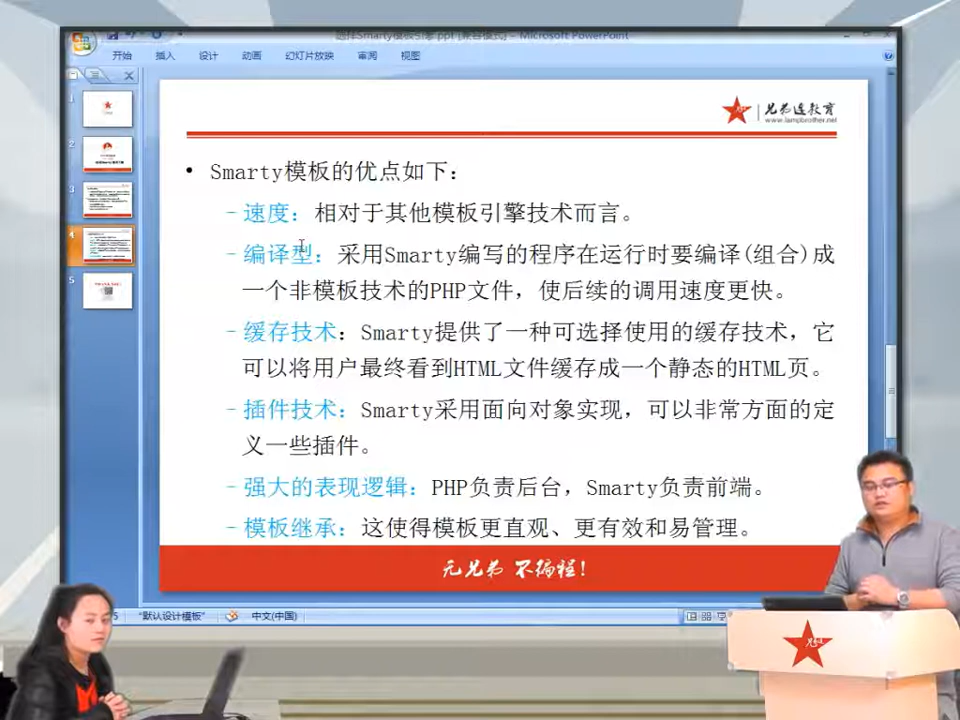 选择Smarty模板引擎.ppt [兼容模式] - Microsoft PowerPoint
开始 插入 设计 动画 幻灯片放映 审阅 视图
1
2
3
4
5
兄弟连教育
www.lampbrother.net
• Smarty模板的优点如下：
－速度：相对于其他模板引擎技术而言。
－编译型：采用Smarty编写的程序在运行时要编译(组合)成
一个非模板技术的PHP文件，使后续的调用速度更快。
－缓存技术：Smarty提供了一种可选择使用的缓存技术，它
可以将用户最终看到HTML文件缓存成一个静态的HTML页。
－插件技术：Smarty采用面向对象实现，可以非常方面的定
义一些插件。
－强大的表现逻辑：PHP负责后台，Smarty负责前端。
－模板继承：这使得模板更直观、更有效和易管理。
无兄弟 不编程！
"默认设计模板" 中文(中国)